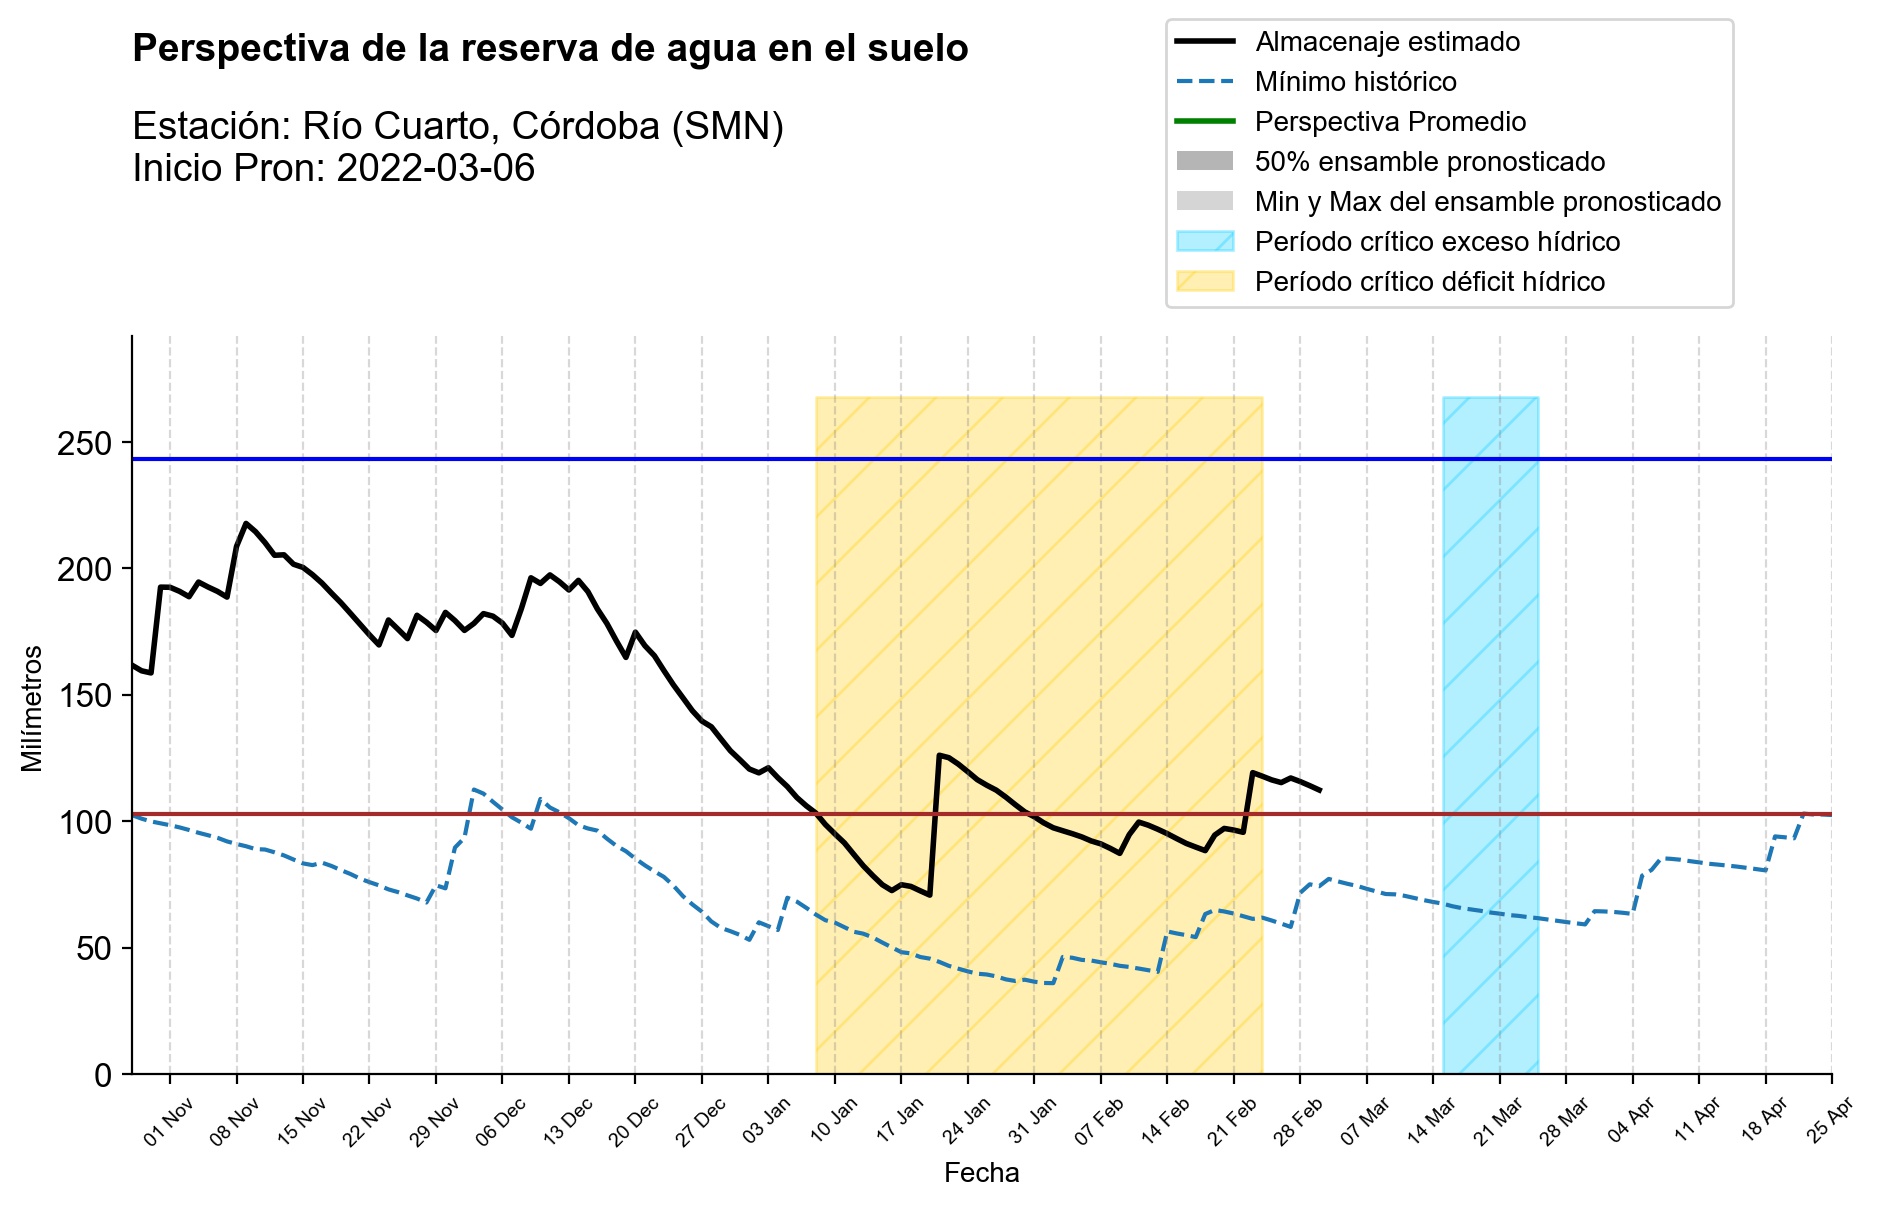 Perspectiva de la reserva de agua en el suelo
Estación: Río Cuarto, Córdoba (SMN)
Inicio Pron: 2022-03-06
Almacenaje estimado
Mínimo histórico
Perspectiva Promedio
50% ensamble pronosticado
Min y Max del ensamble pronosticado
Período crítico exceso hídrico
Período crítico déficit hídrico
250
200
150
100
50
0
Milímetros
01 Nov
08 Nov
15 Nov
22 Nov
29 Nov
06 Dec
13 Dec
20 Dec
27 Dec
03 Jan
10 Jan
17 Jan
24 Jan
31 Jan
07 Feb
14 Feb
21 Feb
28 Feb
07 Mar
14 Mar
21 Mar
28 Mar
04 Apr
11 Apr
18 Apr
25 Apr
Fecha